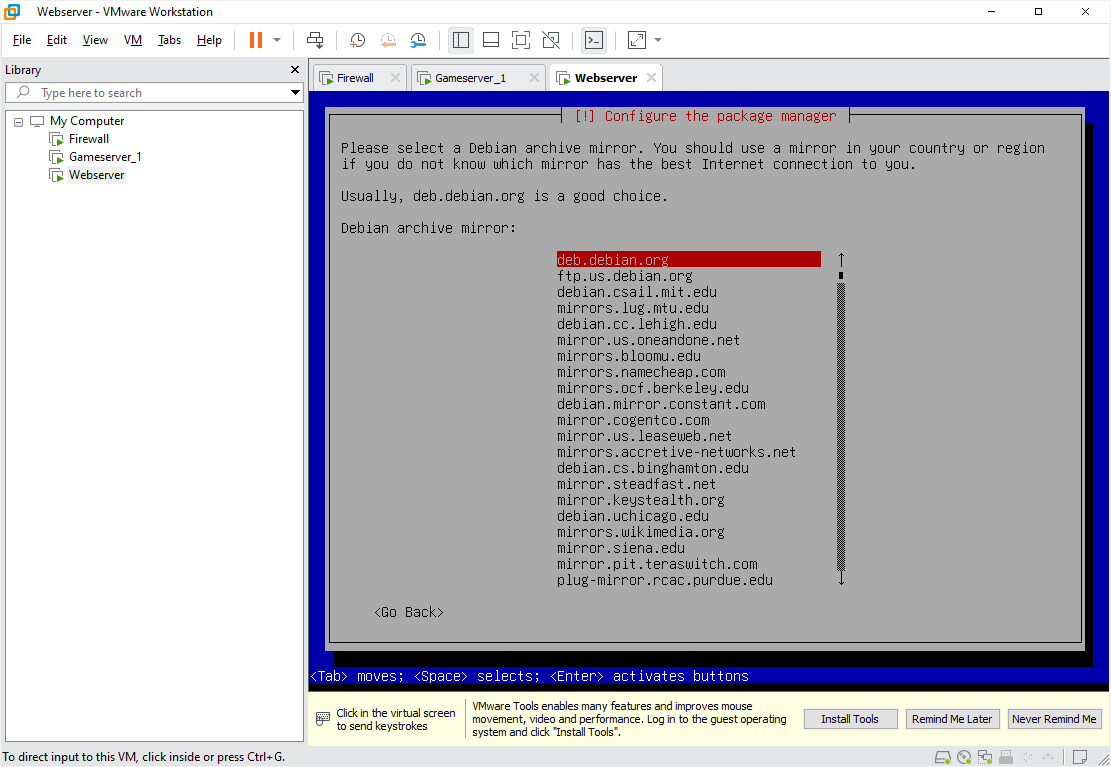 Webserver - VMware Workstation
File Edit View VM Tabs Help
Library
Type here to search
My Computer
Firewall
Gameserver_1
Webserver
Firewall Gameserver_1 Webserver
[!] Configure the package manager
Please select a Debian archive mirror. You should use a mirror in your country or region
if you do not know which mirror has the best Internet connection to you.
Usually, deb.debian.org is a good choice.
Debian archive mirror:
deb.debian.org
ftp.us.debian.org
debian.csail.mit.edu
mirrors.lug.mtu.edu
debian.cc.lehigh.edu
mirror.us.oneandone.net
mirrors.bloomu.edu
mirrors.namecheap.com
mirrors.ocf.berkeley.edu
debian.mirror.constant.com
mirror.cogentco.com
mirror.us.leaseweb.net
mirrors.accretive-networks.net
debian.cs.binghamton.edu
mirror.steadfast.net
mirror.keystealth.org
debian.uchicago.edu
mirrors.wikimedia.org
mirror.siena.edu
mirror.pit.teraswitch.com
plug-mirror.rcac.purdue.edu
<Go Back>
<Tab> moves; <Space> selects; <Enter> activates buttons
Click in the virtual screen
to send keystrokes
VMware Tools enables many features and improves mouse
movement, video and performance. Log in to the guest operating
system and click "Install Tools".
Install Tools
Remind Me Later
Never Remind Me
To direct input to this VM, click inside or press Ctrl+G.